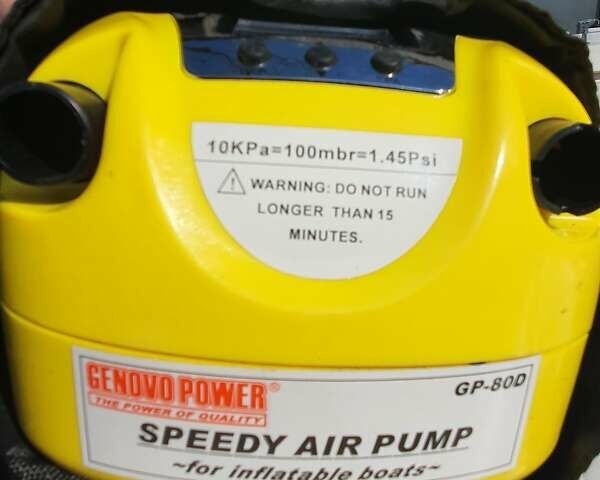 10KPa=100mbr=1.45Psi
WARNING: DO NOT RUN
LONGER THAN 15
MINUTES.
GENOVO POWER®
THE POWER OF QUALITY
GP-80D
SPEEDY AIR PUMP
~for inflatable boats~